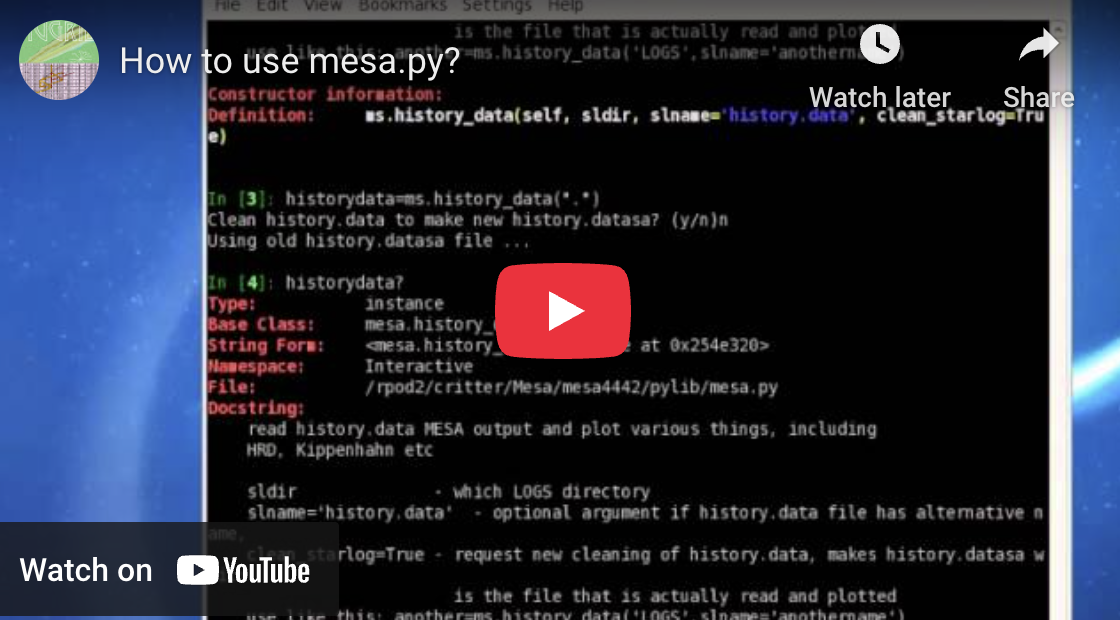 File Edit View Bookmarks Settings Help
is the file that is actually read and plot
use like this: another=ms.history_data('LOGS',slname='anothername')
How to use mesa.py?
Watch later
Share
Constructor information:
Definition: ms.history_data(self, sldir, slname='history.data', clean_starlog=Tru
e)
In [3]: historydata=ms.history_data(".")
Clean history.data to make new history.datasa? (y/n)n
Using old history.datasa file ...
In [4]: historydata?
Type: instance
Base Class: mesa.history_
String Form: <mesa.history_ e at 0x254e320>
Namespace: Interactive
File: /rpod2/critter/Mesa/mesa4442/pylib/mesa.py
Docstring:
read history.data MESA output and plot various things, including
HRD, Kippenhahn etc
sldir - which LOGS directory
slname='history.data' - optional argument if history.data file has alternative n
ame,
clean_starlog=True - request new cleaning of history.data, makes history.datasa w
Watch on YouTube
is the file that is actually read and plotted
use like this: another=ms.history_data('LOGS',slname='anothername')